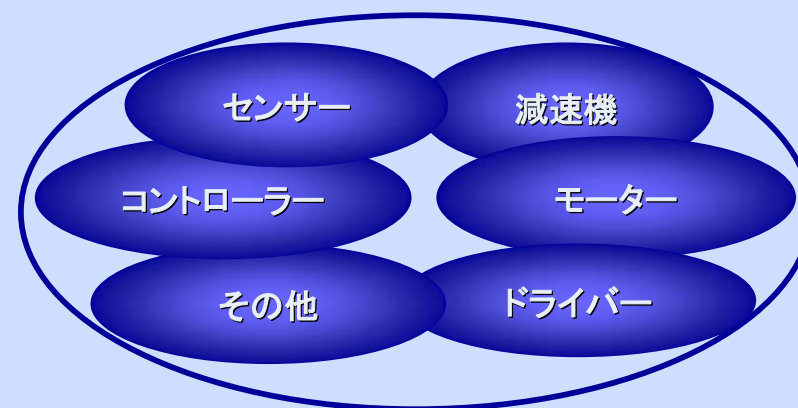 センサー
減速機
コントローラー
モーター
その他
ドライバー